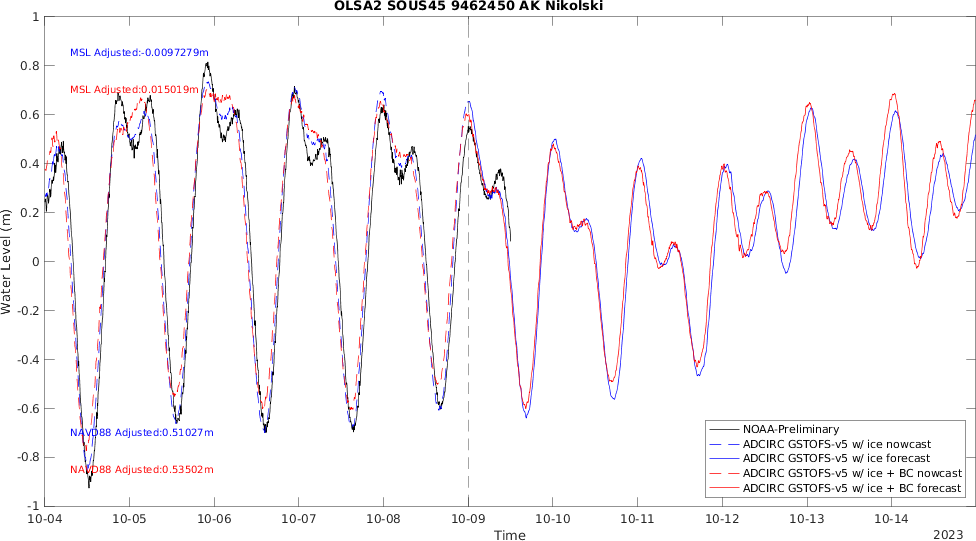 OLSA2 SOUS45 9462450 AK Nikolski
MSL Adjusted:-0.0097279m
MSL Adjusted:0.015019m
NAVD88 Adjusted:0.51027m
NAVD88 Adjusted:0.53502m
Water Level (m)
1
0.8
0.6
0.4
0.2
0
-0.2
-0.4
-0.6
-0.8
-1
NOAA-Preliminary
ADCIRC GSTOFS-v5 w/ ice nowcast
ADCIRC GSTOFS-v5 w/ ice forecast
ADCIRC GSTOFS-v5 w/ ice + BC nowcast
ADCIRC GSTOFS-v5 w/ ice + BC forecast
10-04 10-05 10-06 10-07 10-08 10-09 10-10 10-11 10-12 10-13 10-14
Time
2023